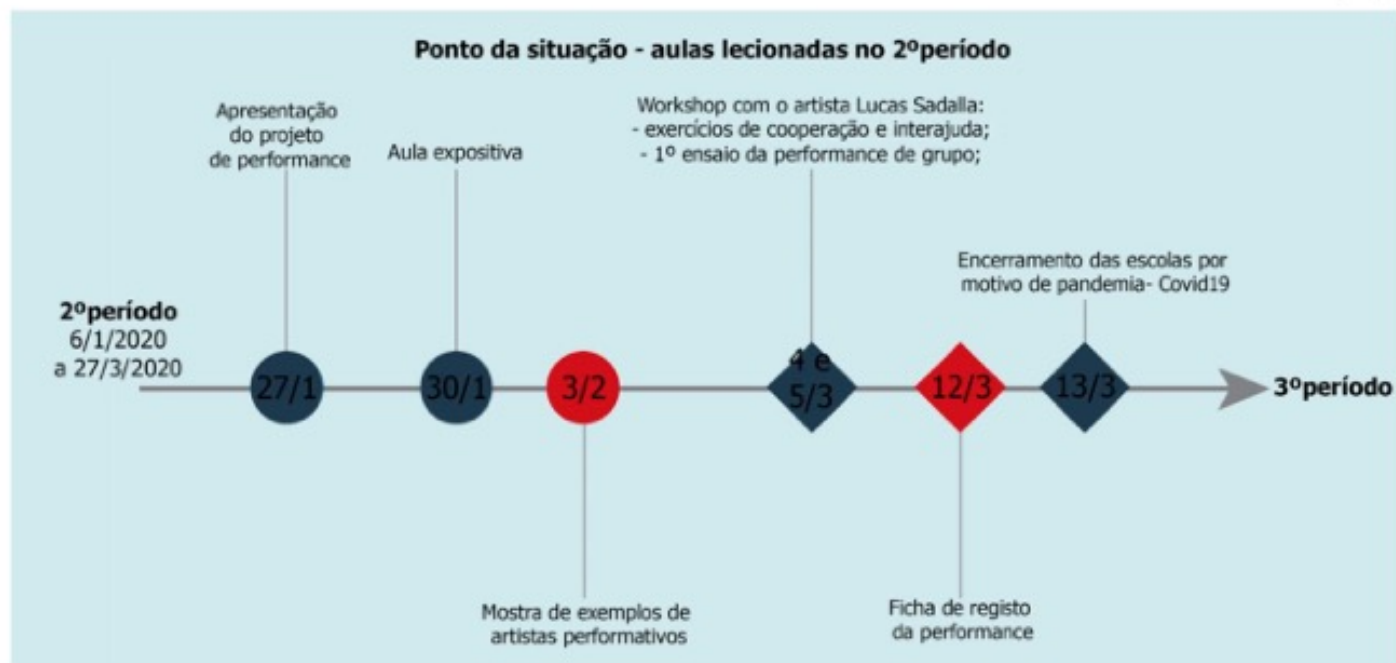 Ponto da situação - aulas lecionadas no 2ºperíodo
Apresentação
do projeto
de performance
Aula expositiva
Workshop com o artista Lucas Sadalla:
- exercícios de cooperação e interajuda;
- 1º ensaio da performance de grupo;
Encerramento das escolas por
motivo de pandemia- Covid19
2ºperíodo
6/1/2020
a 27/3/2020
27/1
30/1
3/2
4 e
5/3
12/3
13/3
3ºperíodo
Mostra de exemplos de
artistas performativos
Ficha de registo
da performance